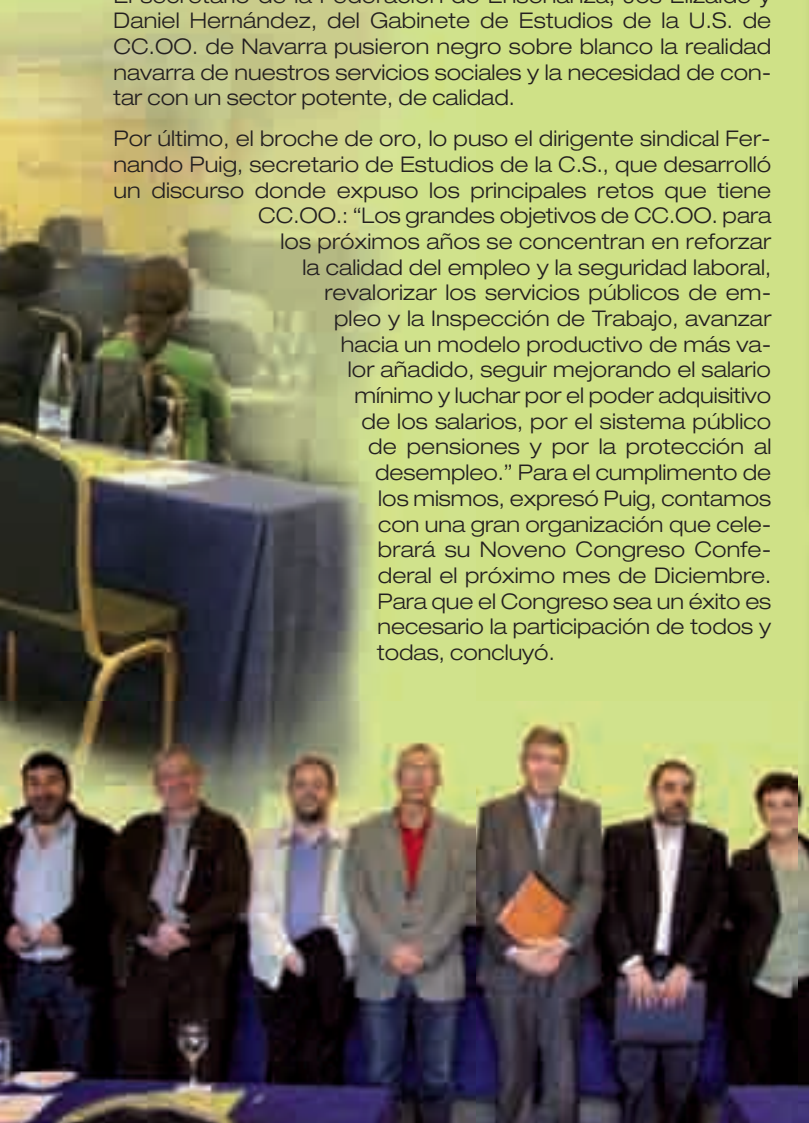 El secretario de la Federación de Enseñanza, Jos Elizalde y
Daniel Hernández, del Gabinete de Estudios de la U.S. de
CC.OO. de Navarra pusieron negro sobre blanco la realidad
navarra de nuestros servicios sociales y la necesidad de con-
tar con un sector potente, de calidad.
Por último, el broche de oro, lo puso el dirigente sindical Fer-
nando Puig, secretario de Estudios de la C.S., que desarrolló
un discurso donde expuso los principales retos que tiene
CC.OO.: “Los grandes objetivos de CC.OO. para
los próximos años se concentran en reforzar
la calidad del empleo y la seguridad laboral,
revalorizar los servicios públicos de em-
pleo y la Inspección de Trabajo, avanzar
hacia un modelo productivo de más va-
lor añadido, seguir mejorando el salario
mínimo y luchar por el poder adquisitivo
de los salarios, por el sistema público
de pensiones y por la protección al
desempleo.” Para el cumplimento de
los mismos, expresó Puig, contamos
con una gran organización que cele-
brará su Noveno Congreso Confe-
deral el próximo mes de Diciembre.
Para que el Congreso sea un éxito es
necesario la participación de todos y
todas, concluyó.